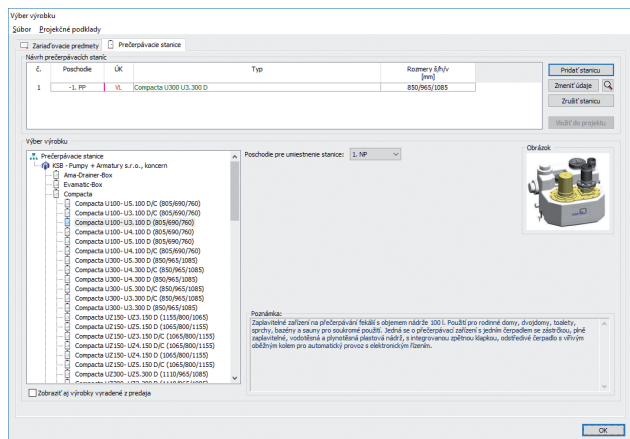 Výber výrobku
Súbor Projekčné podklady
Zariaďovacie predmety Prečerpávacie stanice
Návrh prečerpávacích staníc
č. Poschodie ÚK Typ Rozmery š/h/v [mm]
1 -1. PP VL Compacta U300 U3.300 D 850/965/1085
Pridať stanicu
Zmeniť údaje
Zrušiť stanicu
Vložiť do projektu
Výber výrobku
Prečerpávacie stanice
KSB - Pumpy + Armatury s.r.o., koncern
Ama-Drainer-Box
Evamatic-Box
Compacta
Compacta U100- U5.100 D/C (805/690/760)
Compacta U100- U3.100 D/C (805/690/760)
Compacta U100- U3.100 D (805/690/760)
Compacta U100- U4.100 D (805/690/760)
Compacta U100- U5.100 D (805/690/760)
Compacta U100- U4.100 D/C (805/690/760)
Compacta U300- U5.300 D (850/965/1085)
Compacta U300- U4.300 D/C (850/965/1085)
Compacta U300- U4.300 D (850/965/1085)
Compacta U300- U5.300 D/C (850/965/1085)
Compacta U300- U3.300 D/C (850/965/1085)
Compacta U300- U3.300 D (850/965/1085)
Compacta UZ150- UZ3.150 D (1155/800/1065)
Compacta UZ150- UZ5.150 D (1065/800/1155)
Compacta UZ150- UZ3.150 D/C (1065/800/1155)
Compacta UZ150- UZ4.150 D/C (1065/800/1155)
Compacta UZ150- UZ4.150 D (1065/800/1155)
Compacta UZ150- UZ5.150 D/C (1065/800/1155)
Compacta UZ300- UZ5.300 D (1110/965/1085)
Zobraziť aj výrobky vyradené z predaja
Poschodie pre umiestnenie stanice: 1. NP
Obrázok
Poznámka:
Zaplavitelné zařízení na přečerpávání fekálií s objemem nádrže 100 l. Použití pro rodinné domy, dvojdomy, toalety,
sprchy, bazény a sauny pro soukromé použití. Jedná se o přečerpávací zařízení s jedním čerpadlem se zástrčkou, plně
zaplavitelné, vodotěsná a plynotěsná plastová nádrž, s integrovanou zpětnou klapkou, odstředivé čerpadlo s vířivým
oběžným kolem pro automatický provoz s elektronickým řízením.
OK